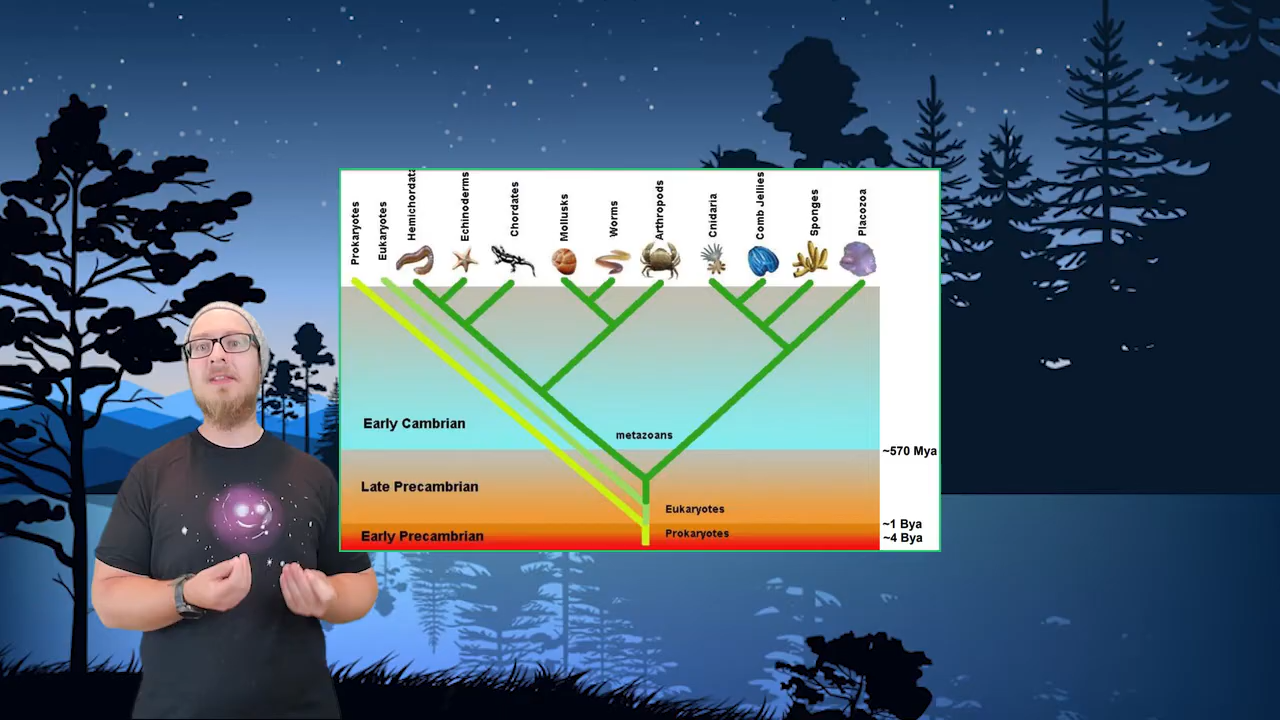 Prokaryotes
Eukaryotes
Hemichordata
Echinoderms
Chordates
Mollusks
Worms
Arthropods
Cnidaria
Comb Jellies
Sponges
Placozoa
Early Cambrian
metazoans
~570 Mya
Late Precambrian
Eukaryotes
~1 Bya
Early Precambrian
Prokaryotes
~4 Bya